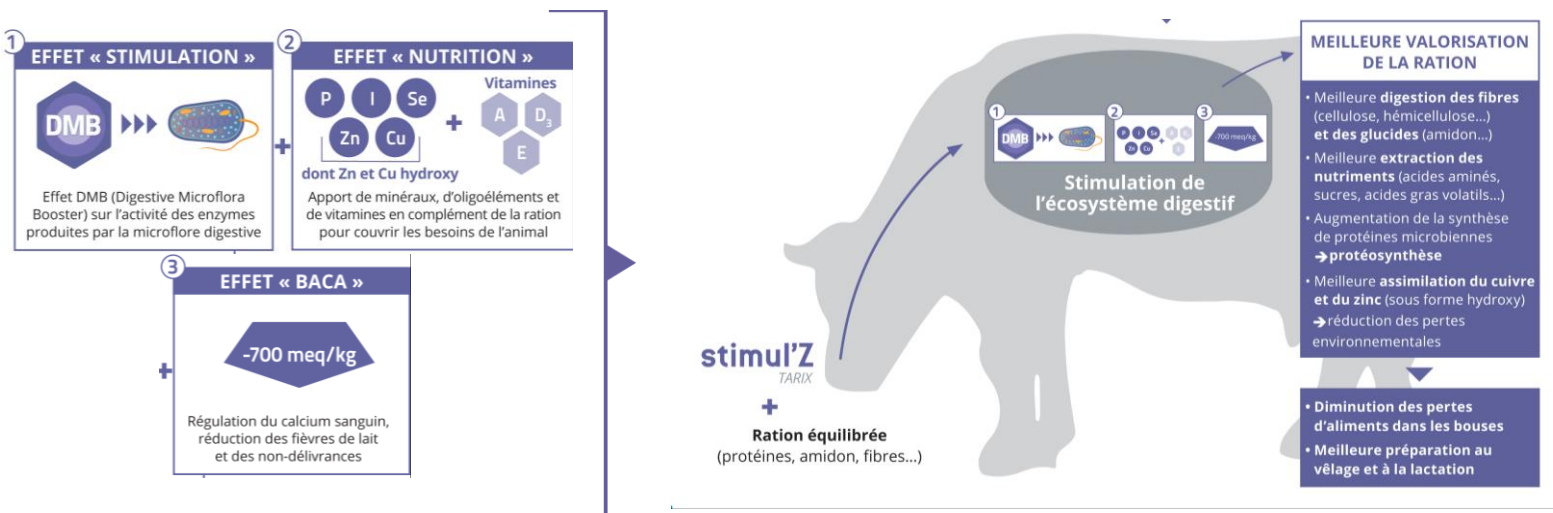 1
EFFET « STIMULATION »
DMB
Effet DMB (Digestive Microflora
Booster) sur l’activité des enzymes
produites par la microflore digestive
+
2
EFFET « NUTRITION »
P I Se
Zn Cu
dont Zn et Cu hydroxy
+
Vitamines
A D3
E
Apport de minéraux, d’oligoéléments et
de vitamines en complément de la ration
pour couvrir les besoins de l’animal
+
3
EFFET « BACA »
-700 meq/kg
Régulation du calcium sanguin,
réduction des fièvres de lait
et des non-délivrances
stimul’Z
TARIX
+
Ration équilibrée
(protéines, amidon, fibres...)
1
DMB
2
P I Se
Zn Cu
+
A D3
E
3
-700 meq/kg
Stimulation de
l’écosystème digestif
MEILLEURE VALORISATION
DE LA RATION
• Meilleure digestion des fibres
(cellulose, hémicellulose...)
et des glucides (amidon...)
• Meilleure extraction des
nutriments (acides aminés,
sucres, acides gras volatils...)
• Augmentation de la synthèse
de protéines microbiennes
➔protéosynthèse
• Meilleure assimilation du cuivre
et du zinc (sous forme hydroxy)
➔réduction des pertes
environnementales
• Diminution des pertes
d’aliments dans les bouses
• Meilleure préparation au
vêlage et à la lactation